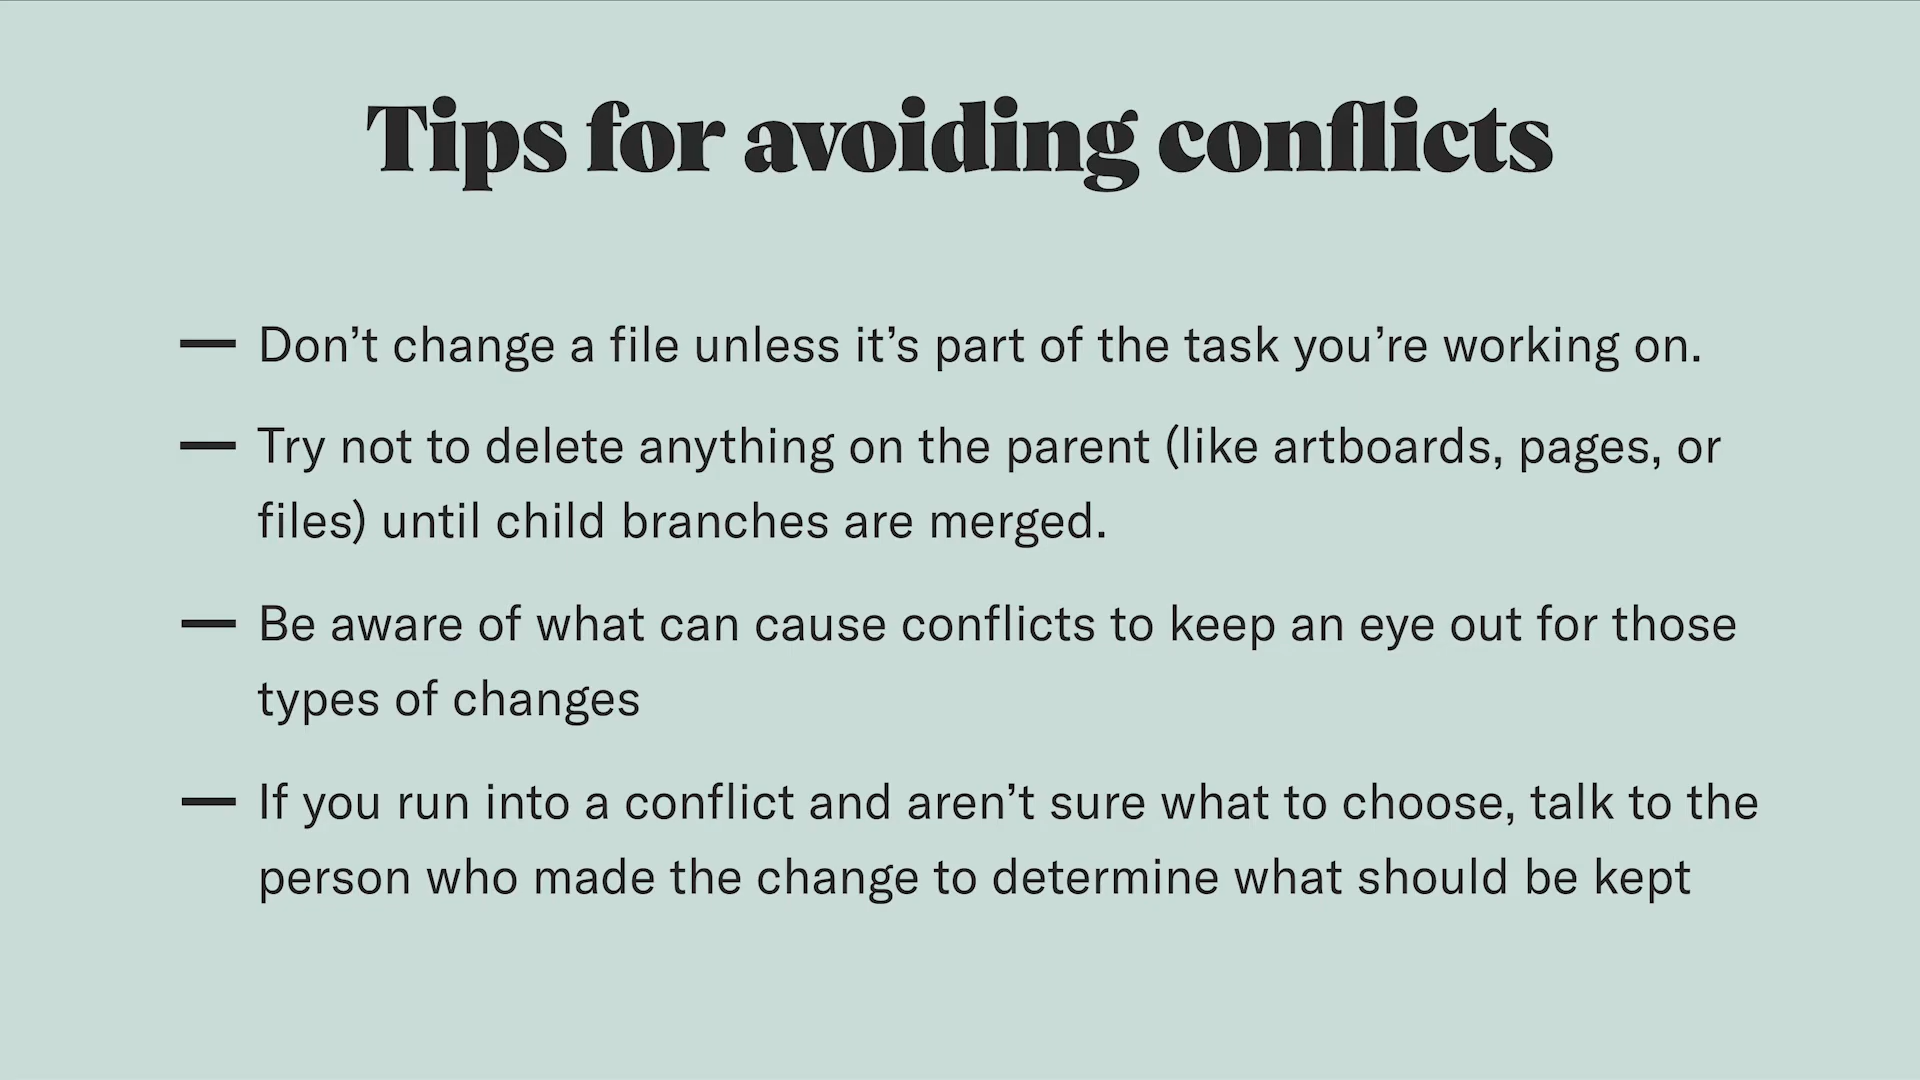 Tips for avoiding conflicts
— Don’t change a file unless it’s part of the task you’re working on.
— Try not to delete anything on the parent (like artboards, pages, or
files) until child branches are merged.
— Be aware of what can cause conflicts to keep an eye out for those
types of changes
— If you run into a conflict and aren’t sure what to choose, talk to the
person who made the change to determine what should be kept